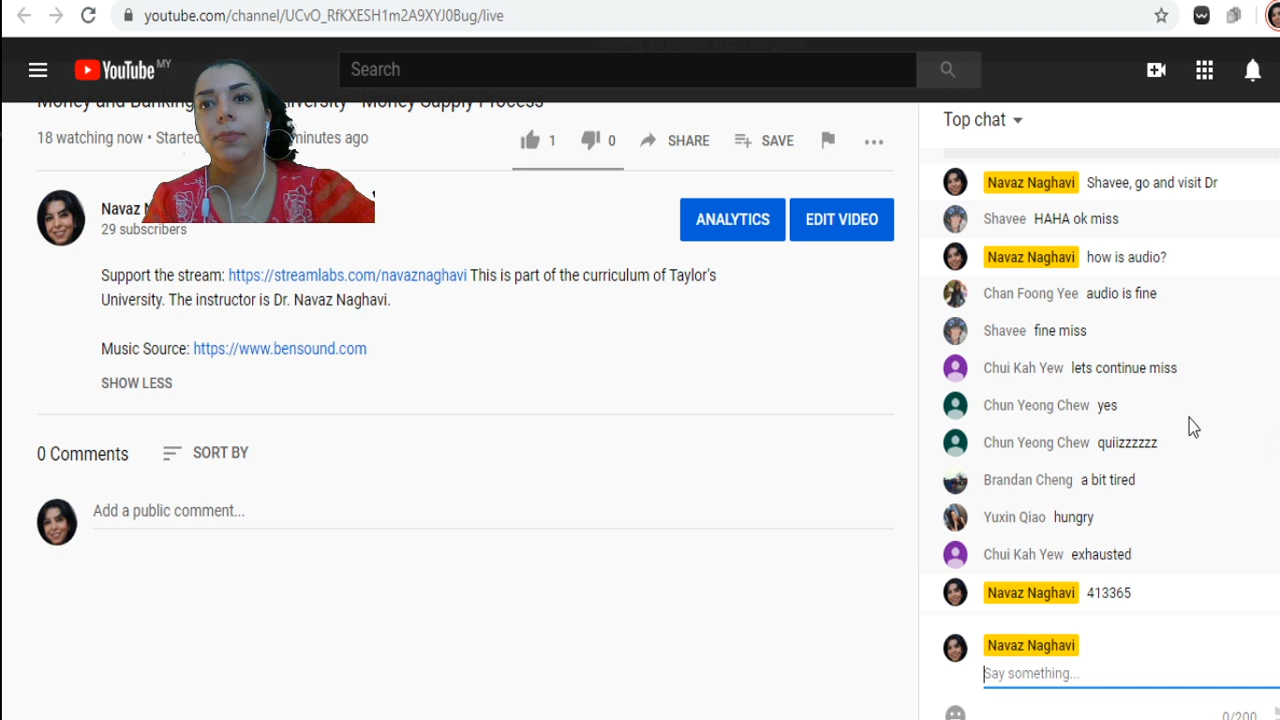 youtube.com/channel/UCvO_RfKXESH1m2A9XYJ0Bug/live
YouTube MY
Search
Money and Banking University - Money Supply Process
18 watching now • Started minutes ago
1
0
SHARE
SAVE
Navaz
29 subscribers
ANALYTICS
EDIT VIDEO
Support the stream: https://streamlabs.com/navaznaghavi This is part of the curriculum of Taylor's
University. The instructor is Dr. Navaz Naghavi.
Music Source: https://www.bensound.com
SHOW LESS
0 Comments
SORT BY
Add a public comment...
Top chat
Navaz Naghavi Shavee, go and visit Dr
Shavee HAHA ok miss
Navaz Naghavi how is audio?
Chan Foong Yee audio is fine
Shavee fine miss
Chui Kah Yew lets continue miss
Chun Yeong Chew yes
Chun Yeong Chew quiizzzzzz
Brandan Cheng a bit tired
Yuxin Qiao hungry
Chui Kah Yew exhausted
Navaz Naghavi 413365
Navaz Naghavi
Say something...
0/200